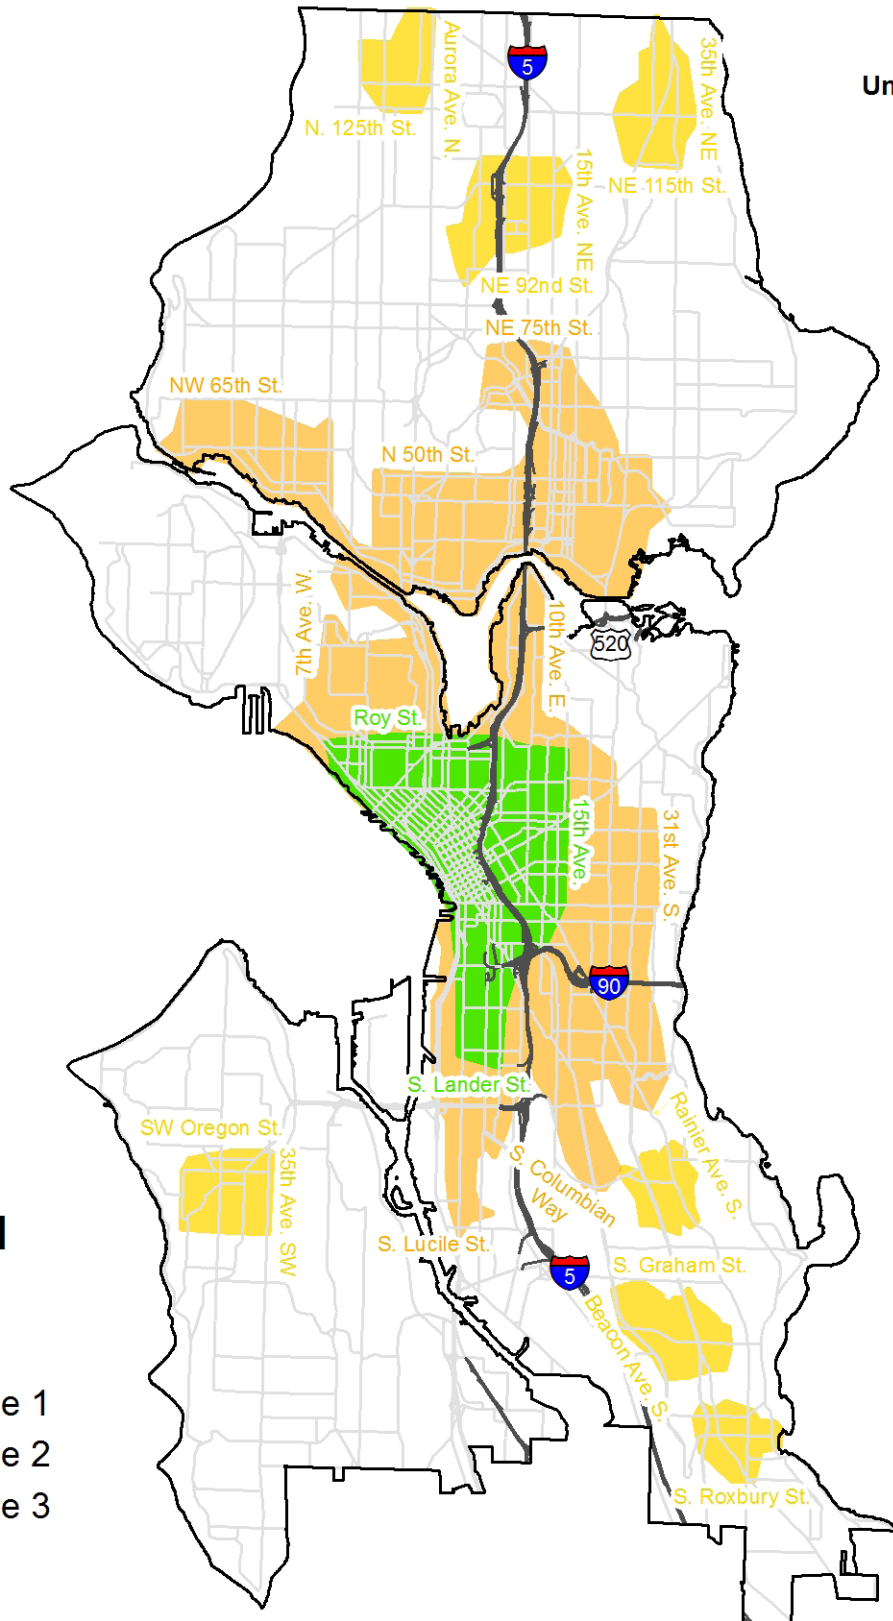 Aurora Ave. N.
5
35th Ave. NE
Un
N. 125th St.
15th Ave. NE
NE 115th St.
NE 92nd St.
NE 75th St.
NW 65th St.
N 50th St.
7th Ave. W.
10th Ave. E.
520
Roy St.
15th Ave.
31st Ave. S.
90
S. Lander St.
Rainier Ave. S.
SW Oregon St.
35th Ave. SW
S. Columbian
Way
S. Lucile St.
S. Graham St.
5
Beacon Ave. S.
e 1
e 2
e 3
S. Roxbury St.